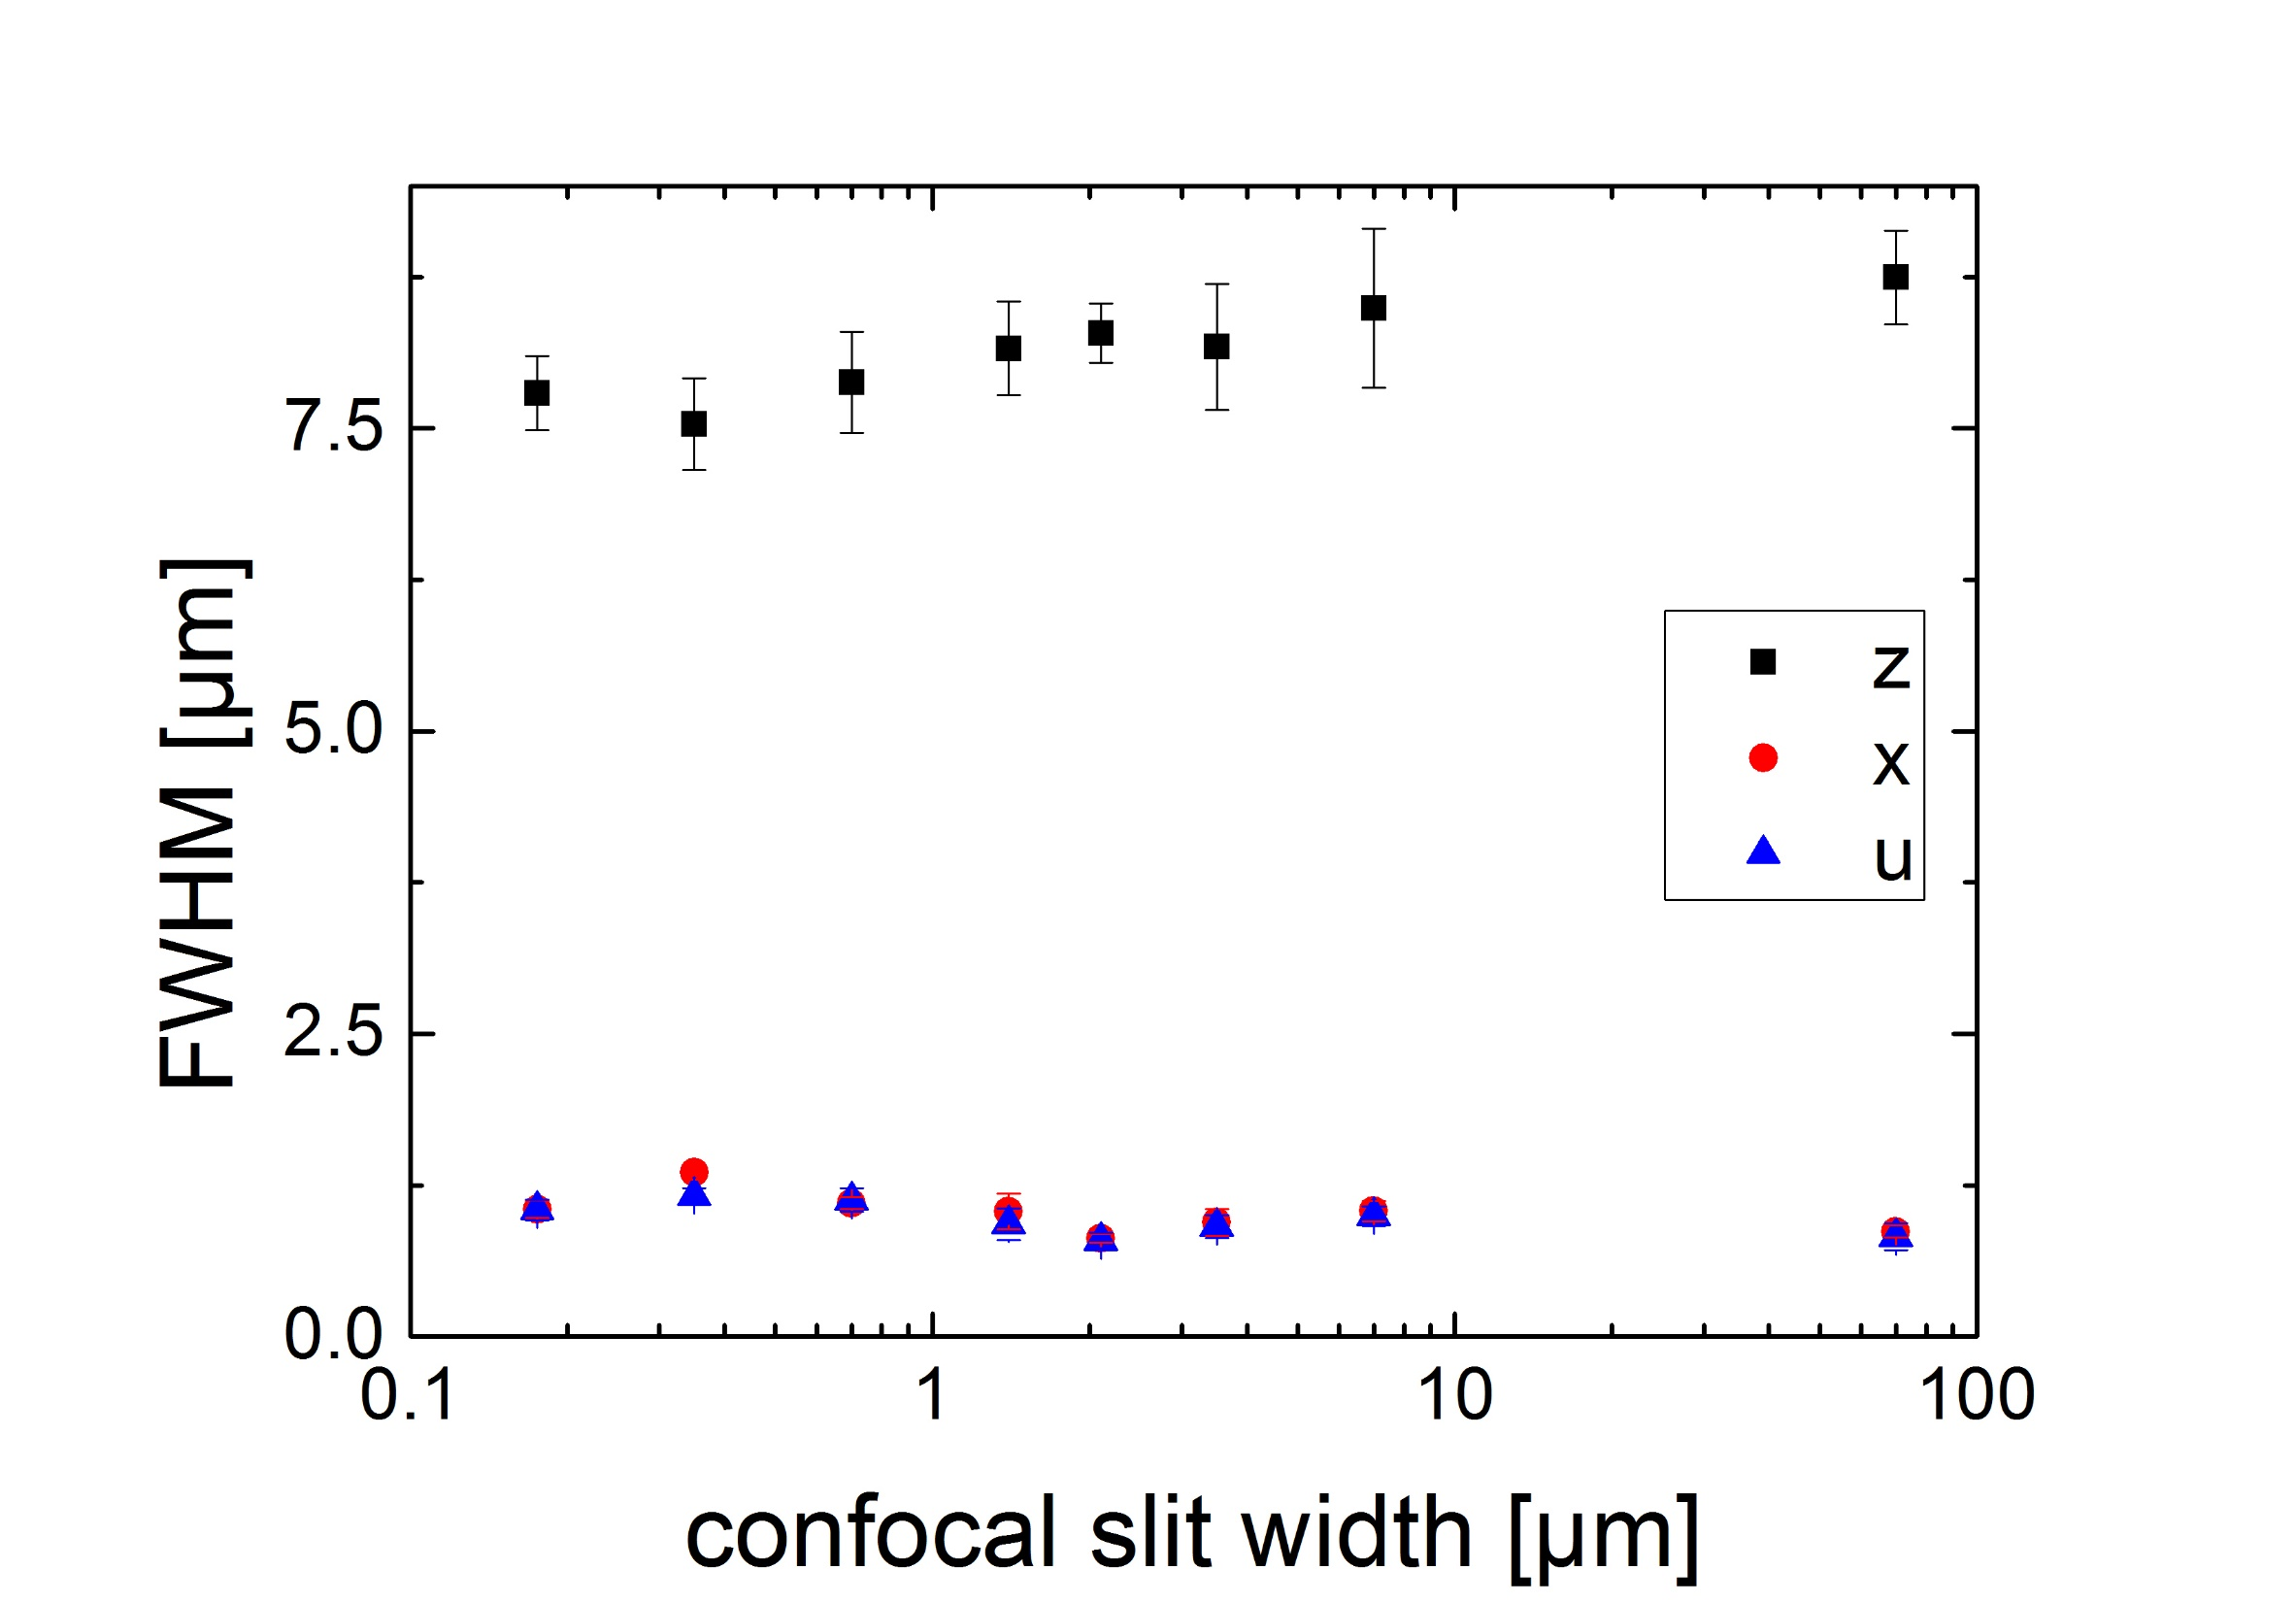 FWHM [µm]
7.5
5.0
2.5
0.0
0.1 1 10 100
confocal slit width [µm]
z
x
u